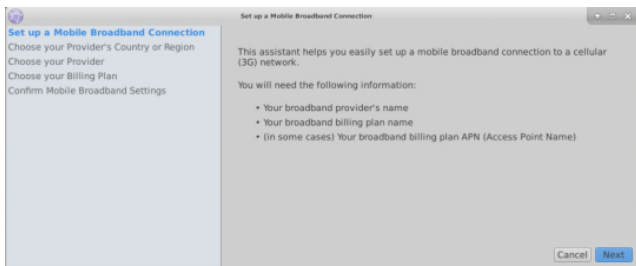 Set up a Mobile Broadband Connection
Set up a Mobile Broadband Connection
Choose your Provider's Country or Region
Choose your Provider
Choose your Billing Plan
Confirm Mobile Broadband Settings
This assistant helps you easily set up a mobile broadband connection to a cellular
(3G) network.
You will need the following information:
• Your broadband provider's name
• Your broadband billing plan name
• (in some cases) Your broadband billing plan APN (Access Point Name)
Cancel Next